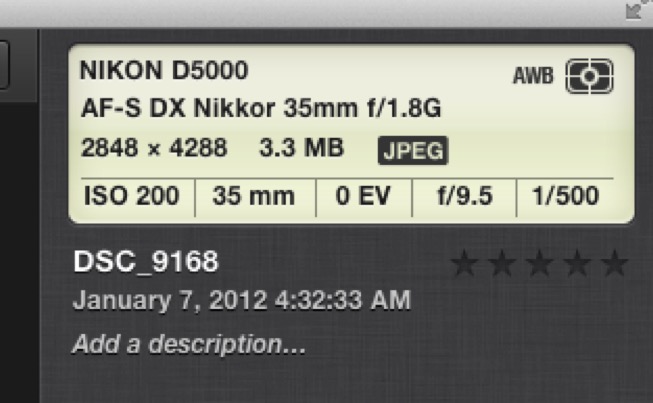 NIKON D5000 AWB
AF-S DX Nikkor 35mm f/1.8G
2848 × 4288 3.3 MB JPEG
ISO 200 35 mm 0 EV f/9.5 1/500
DSC_9168
January 7, 2012 4:32:33 AM
Add a description...